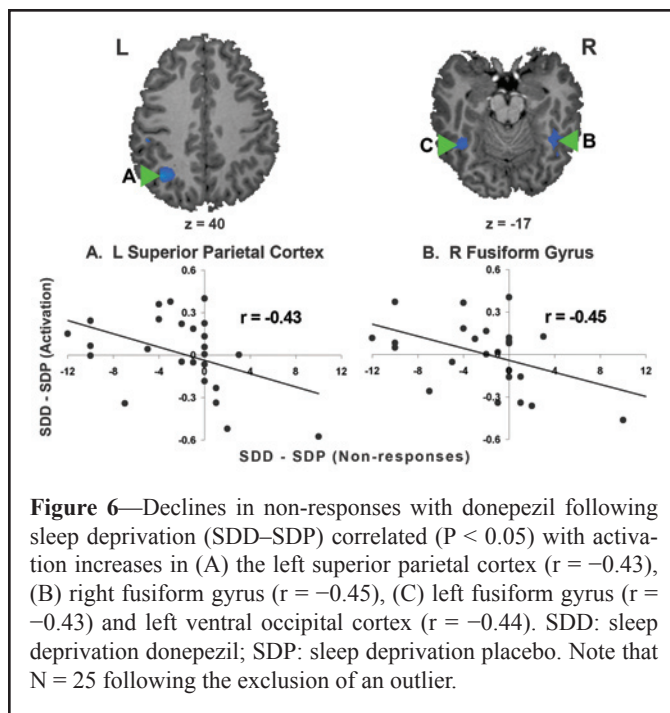 L
R
A
C
B
z = 40
z = -17
A. L Superior Parietal Cortex
B. R Fusiform Gyrus
SDD - SDP (Activation)
0.6
0.3
-12 -8 -4 0 4 8 12
-0.3
-0.6
r = -0.43
0.6
0.3
-12 -8 -4 0 4 8 12
-0.3
-0.6
r = -0.45
SDD - SDP (Non-responses)
Figure 6—Declines in non-responses with donepezil following
sleep deprivation (SDD–SDP) correlated (P < 0.05) with activa-
tion increases in (A) the left superior parietal cortex (r = −0.43),
(B) right fusiform gyrus (r = −0.45), (C) left fusiform gyrus (r =
−0.43) and left ventral occipital cortex (r = −0.44). SDD: sleep
deprivation donepezil; SDP: sleep deprivation placebo. Note that
N = 25 following the exclusion of an outlier.